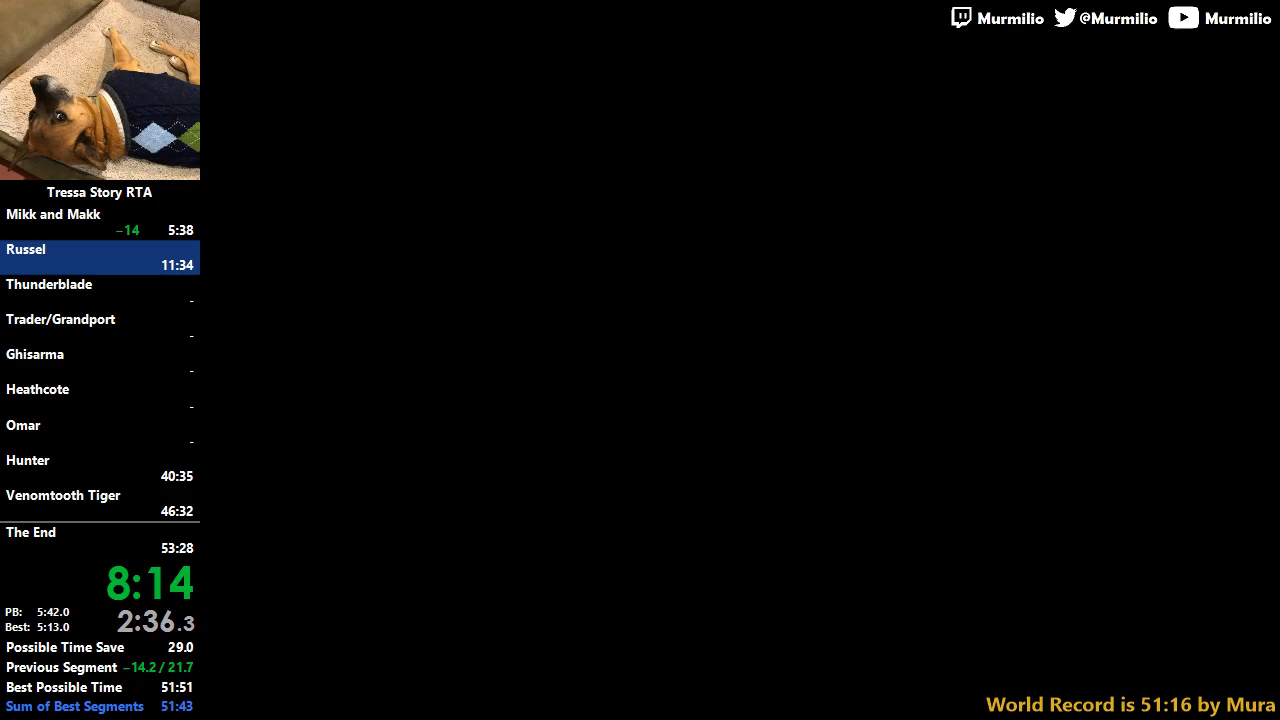 Murmilio @Murmilio Murmilio
Tressa Story RTA
Mikk and Makk
−14 5:38
Russel
11:34
Thunderblade
-
Trader/Grandport
-
Ghisarma
-
Heathcote
-
Omar
-
Hunter
40:35
Venomtooth Tiger
46:32
The End
53:28
8:14
PB: 5:42.0
Best: 5:13.0
2:36.3
Possible Time Save 29.0
Previous Segment −14.2 / 21.7
Best Possible Time 51:51
Sum of Best Segments 51:43
World Record is 51:16 by Mura